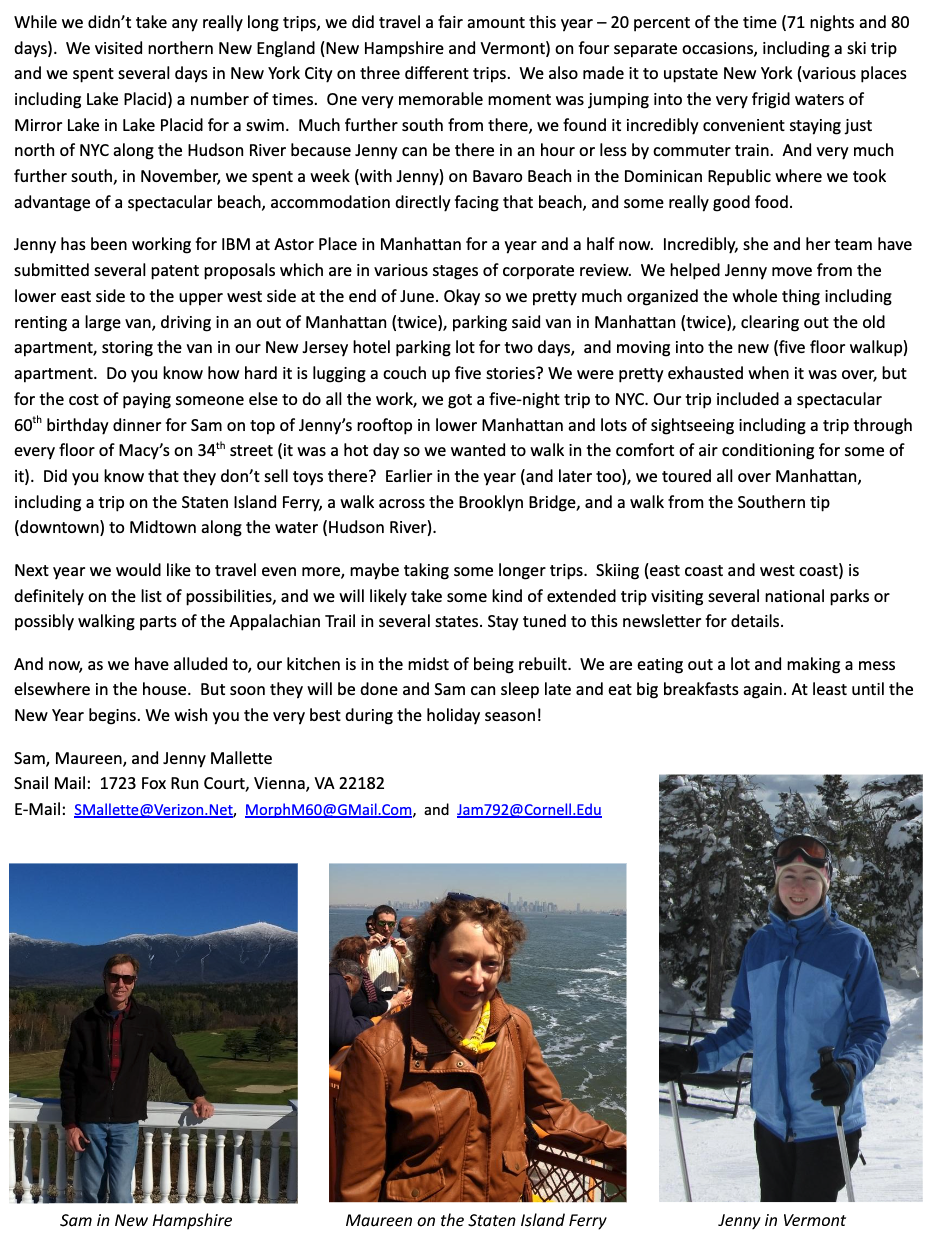 While we didn’t take any really long trips, we did travel a fair amount this year – 20 percent of the time (71 nights and 80
days).  We visited northern New England (New Hampshire and Vermont) on four separate occasions, including a ski trip
and we spent several days in New York City on three different trips.  We also made it to upstate New York (various places
including Lake Placid) a number of times.  One very memorable moment was jumping into the very frigid waters of
Mirror Lake in Lake Placid for a swim.  Much further south from there, we found it incredibly convenient staying just
north of NYC along the Hudson River because Jenny can be there in an hour or less by commuter train.  And very much
further south, in November, we spent a week (with Jenny) on Bavaro Beach in the Dominican Republic where we took
advantage of a spectacular beach, accommodation directly facing that beach, and some really good food.
Jenny has been working for IBM at Astor Place in Manhattan for a year and a half now.  Incredibly, she and her team have
submitted several patent proposals which are in various stages of corporate review.  We helped Jenny move from the
lower east side to the upper west side at the end of June. Okay so we pretty much organized the whole thing including
renting a large van, driving in an out of Manhattan (twice), parking said van in Manhattan (twice), clearing out the old
apartment, storing the van in our New Jersey hotel parking lot for two days,  and moving into the new (five floor walkup)
apartment.  Do you know how hard it is lugging a couch up five stories? We were pretty exhausted when it was over, but
for the cost of paying someone else to do all the work, we got a five-night trip to NYC. Our trip included a spectacular
60th birthday dinner for Sam on top of Jenny’s rooftop in lower Manhattan and lots of sightseeing including a trip through
every floor of Macy’s on 34th street (it was a hot day so we wanted to walk in the comfort of air conditioning for some of
it).  Did you know that they don’t sell toys there?  Earlier in the year (and later too), we toured all over Manhattan,
including a trip on the Staten Island Ferry, a walk across the Brooklyn Bridge, and a walk from the Southern tip
(downtown) to Midtown along the water (Hudson River).
Next year we would like to travel even more, maybe taking some longer trips.  Skiing (east coast and west coast) is
definitely on the list of possibilities, and we will likely take some kind of extended trip visiting several national parks or
possibly walking parts of the Appalachian Trail in several states. Stay tuned to this newsletter for details.
And now, as we have alluded to, our kitchen is in the midst of being rebuilt.  We are eating out a lot and making a mess
elsewhere in the house.  But soon they will be done and Sam can sleep late and eat big breakfasts again. At least until the
New Year begins. We wish you the very best during the holiday season!
Sam, Maureen, and Jenny Mallette
Snail Mail:  1723 Fox Run Court, Vienna, VA 22182
E-Mail:  SMallette@Verizon.Net,  MorphM60@GMail.Com,  and  Jam792@Cornell.Edu
Sam in New Hampshire
Maureen on the Staten Island Ferry
Jenny in Vermont